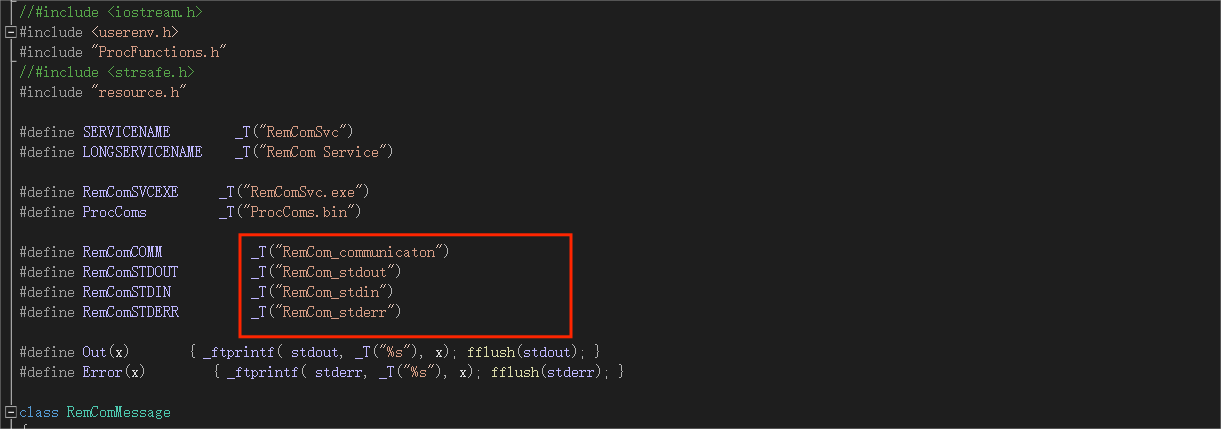 //#include <iostream.h>
#include <userenv.h>
#include "ProcFunctions.h"
//#include <strsafe.h>
#include "resource.h"
#define SERVICENAME _T("RemComSvc")
#define LONGSERVICENAME _T("RemCom Service")
#define RemComSVCEXE _T("RemComSvc.exe")
#define ProcComs _T("ProcComs.bin")
#define RemComCOMM _T("RemCom_communicaton")
#define RemComSTDOUT _T("RemCom_stdout")
#define RemComSTDIN _T("RemCom_stdin")
#define RemComSTDERR _T("RemCom_stderr")
#define Out(x) { _ftprintf( stdout, _T("%s"), x); fflush(stdout); }
#define Error(x) { _ftprintf( stderr, _T("%s"), x); fflush(stderr); }
class RemComMessage
{